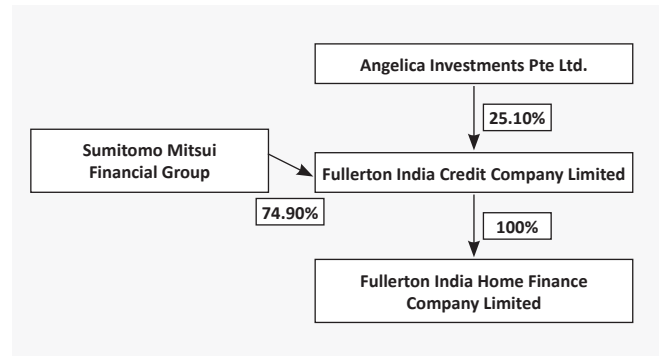 Angelica Investments Pte Ltd.
25.10%
Sumitomo Mitsui
Financial Group
Fullerton India Credit Company Limited
74.90%
100%
Fullerton India Home Finance
Company Limited